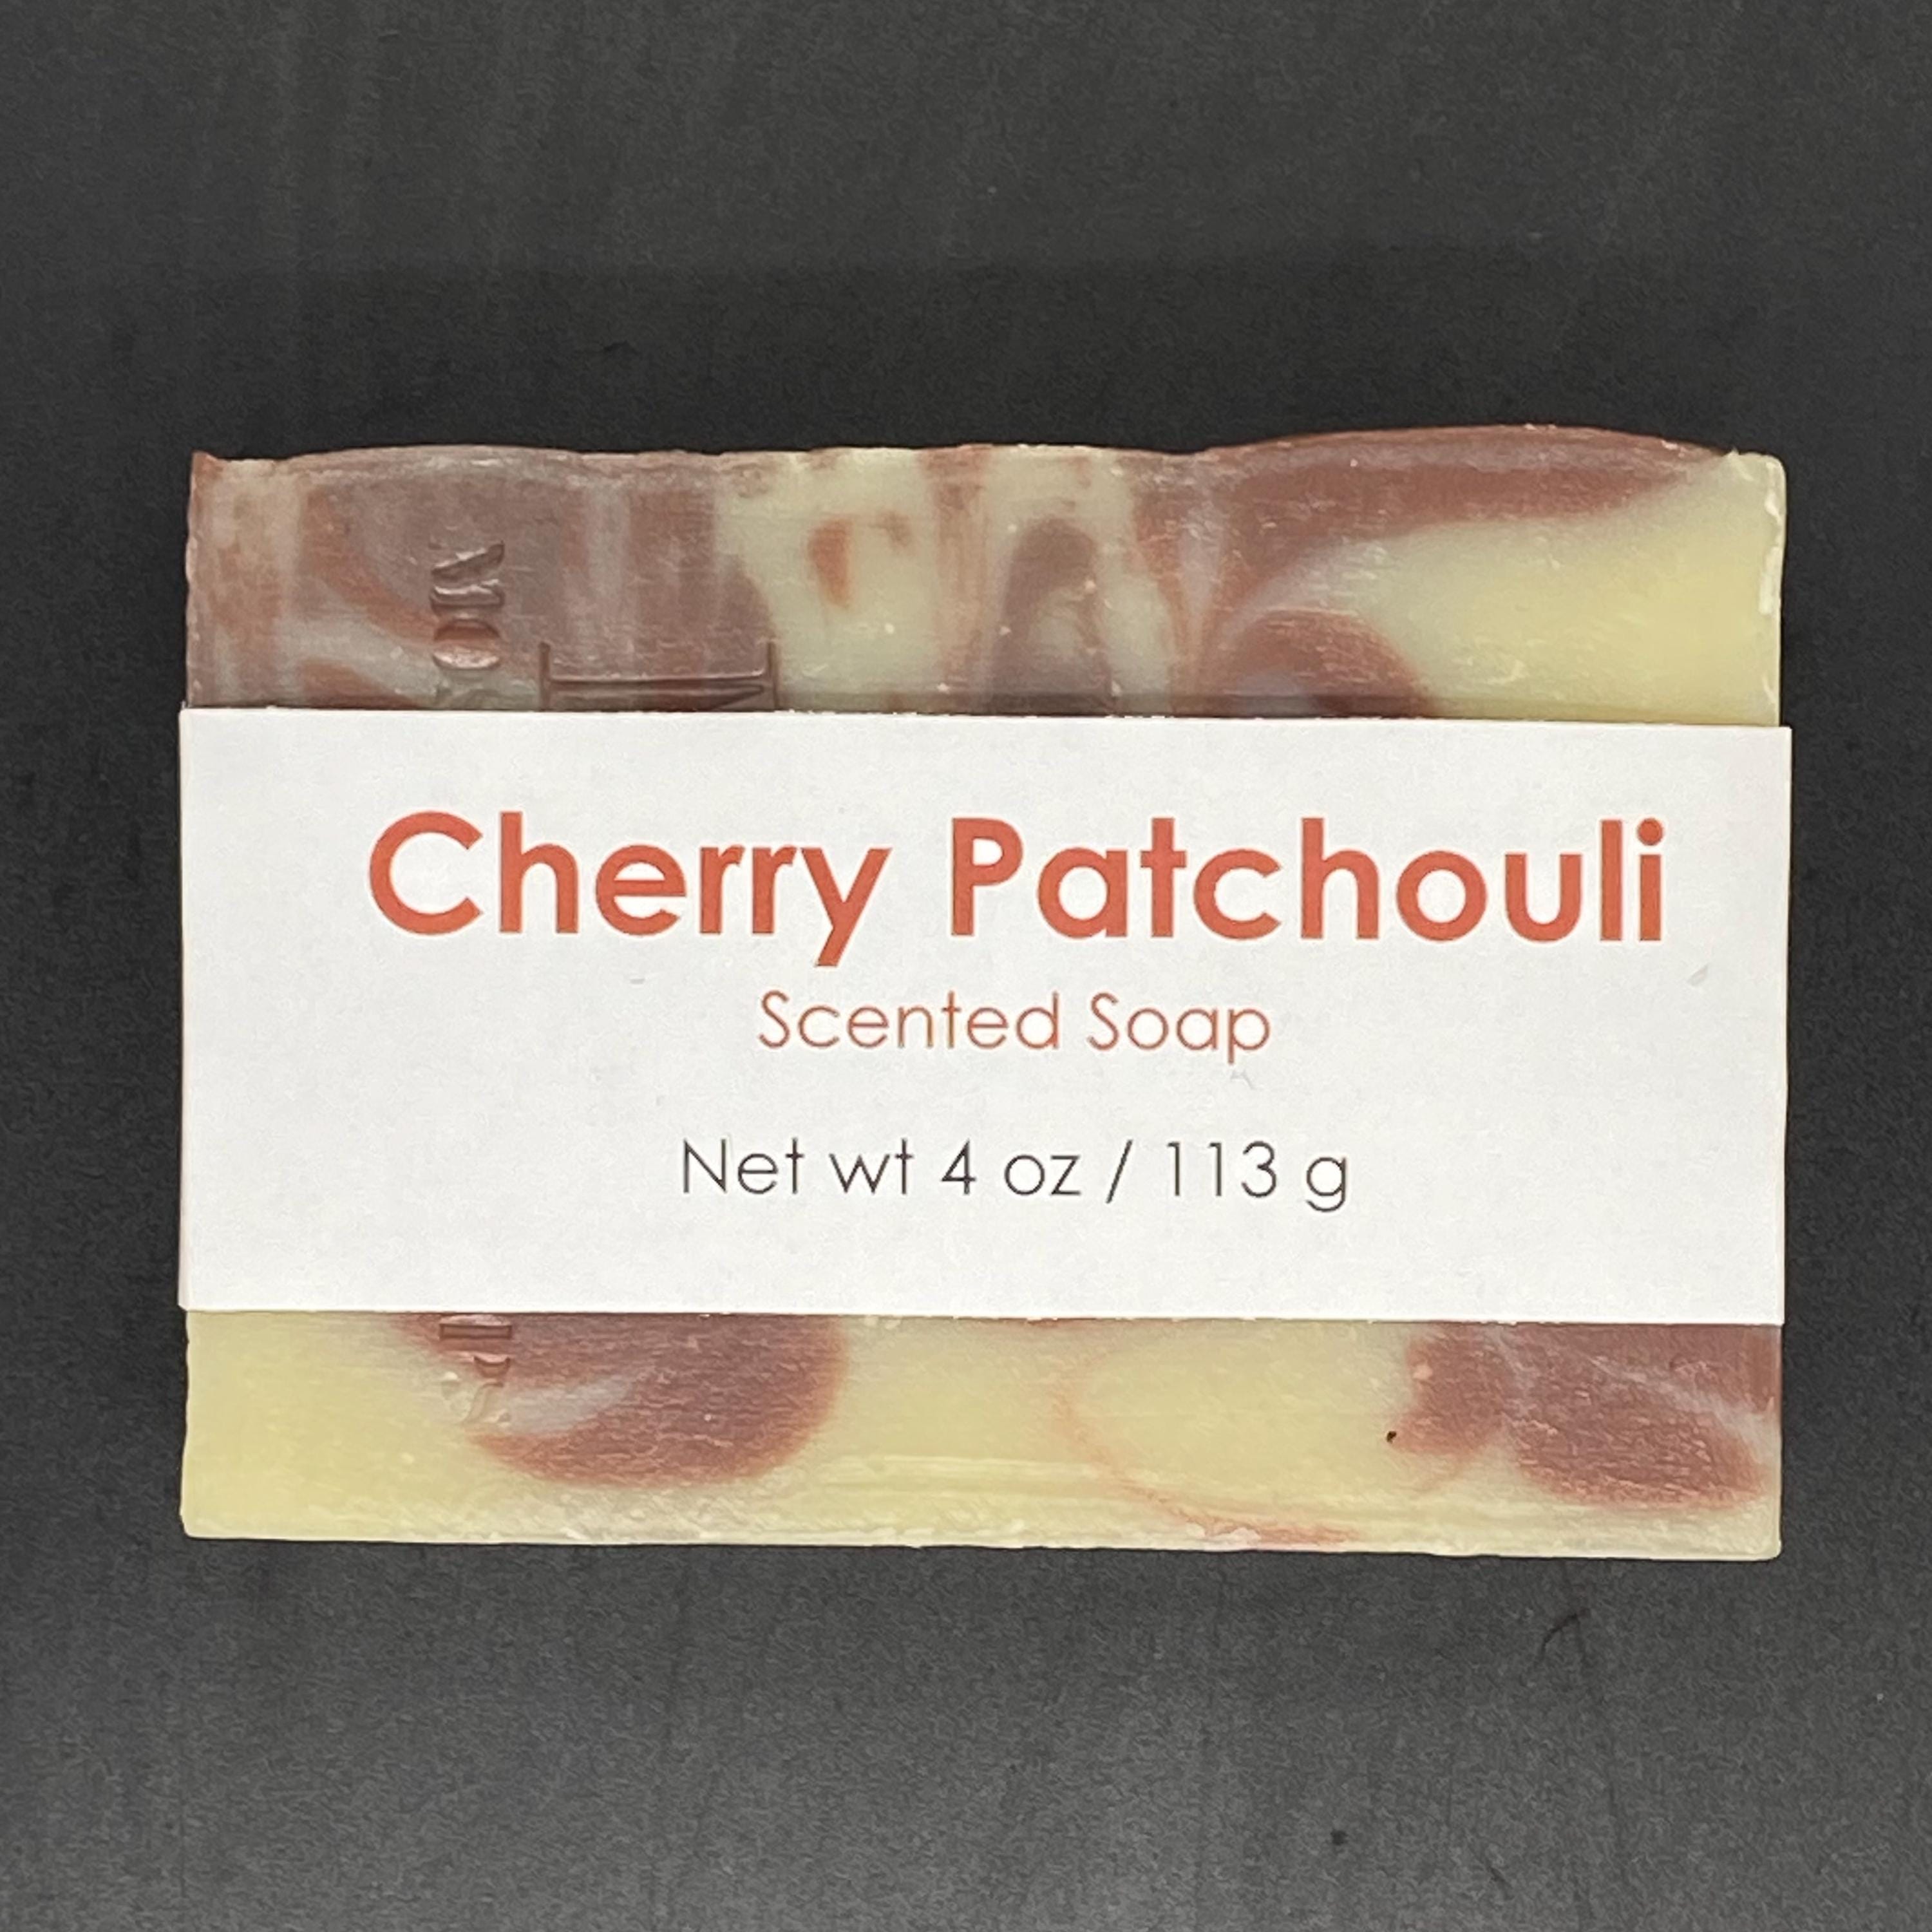 Cherry Patchouli
Scented Soap
Net wt 4 oz / 113 g